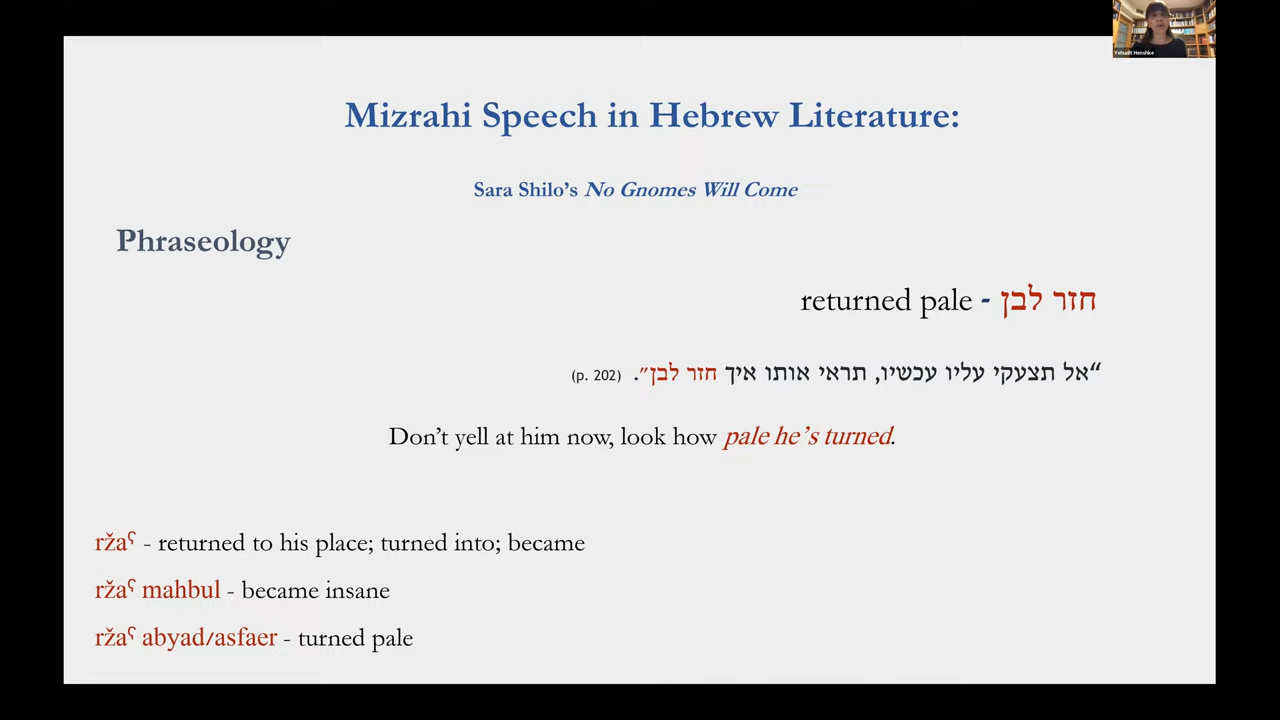 Yehudit Henshke
Mizrahi Speech in Hebrew Literature:
Sara Shilo's No Gnomes Will Come
Phraseology
חזר לבן - returned pale
“אל תצעקי עליו עכשיו, תראי אותו איך חזר לבן״. (p. 202)
Don't yell at him now, look how pale he's turned.
ržaˤ - returned to his place; turned into; became
ržaˤ mahbul - became insane
ržaˤ abyad/asfaer - turned pale